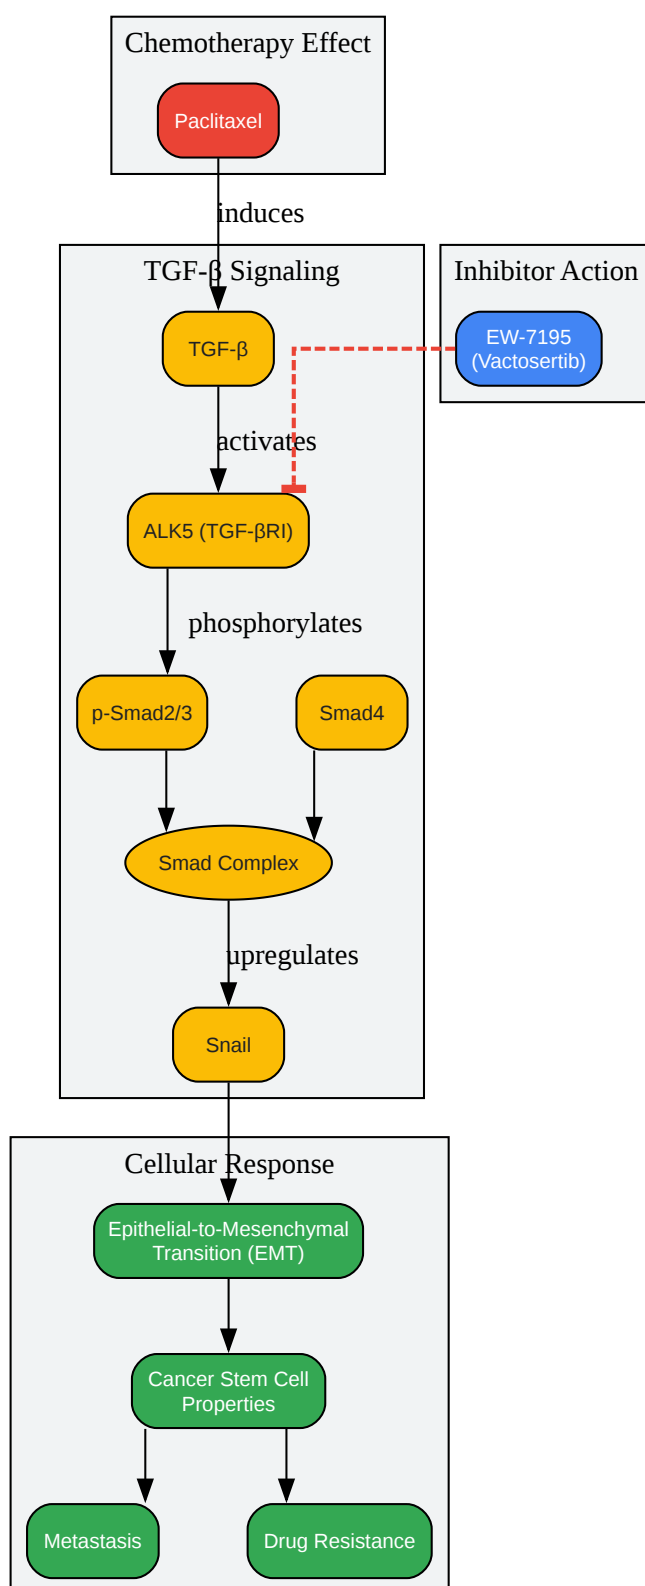 Chemotherapy Effect
Paclitaxel
induces
TGF-β Signaling
Inhibitor Action
TGF-β
EW-7195
(Vactosertib)
activates
ALK5 (TGF-βRI)
phosphorylates
p-Smad2/3
Smad4
Smad Complex
upregulates
Snail
Cellular Response
Epithelial-to-Mesenchymal
Transition (EMT)
Cancer Stem Cell
Properties
Metastasis
Drug Resistance